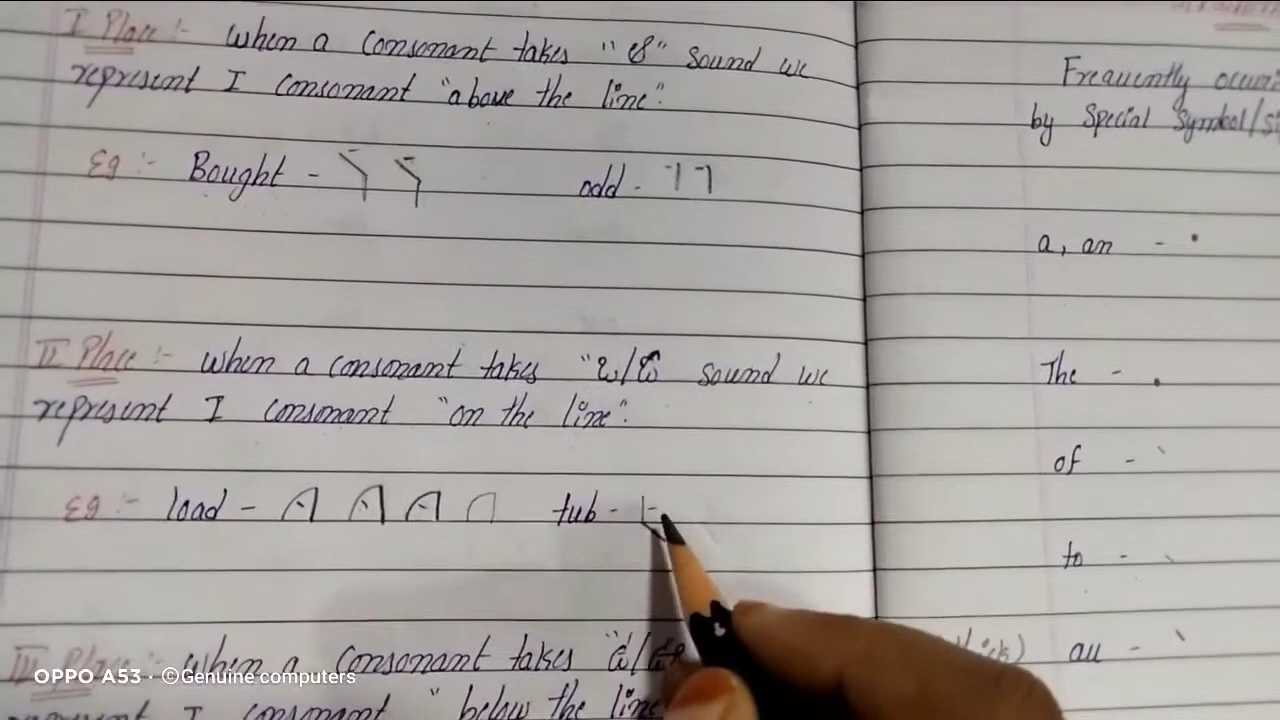 I Place :- when a consonant takes "
" Sound we
represent I consonant "above the line".
Eg :- Bought -
odd -
II Place :- when a consonant takes "
sound we
represent I consonant "on the line".
Eg :- load -
tub -
III Place :- when a consonant takes "
represent I consonant "below the line
Frequently
by Special Symbol/
a, an - .
The - .
of - `
to - `
all - `
OPPO A53 · ©Genuine computers